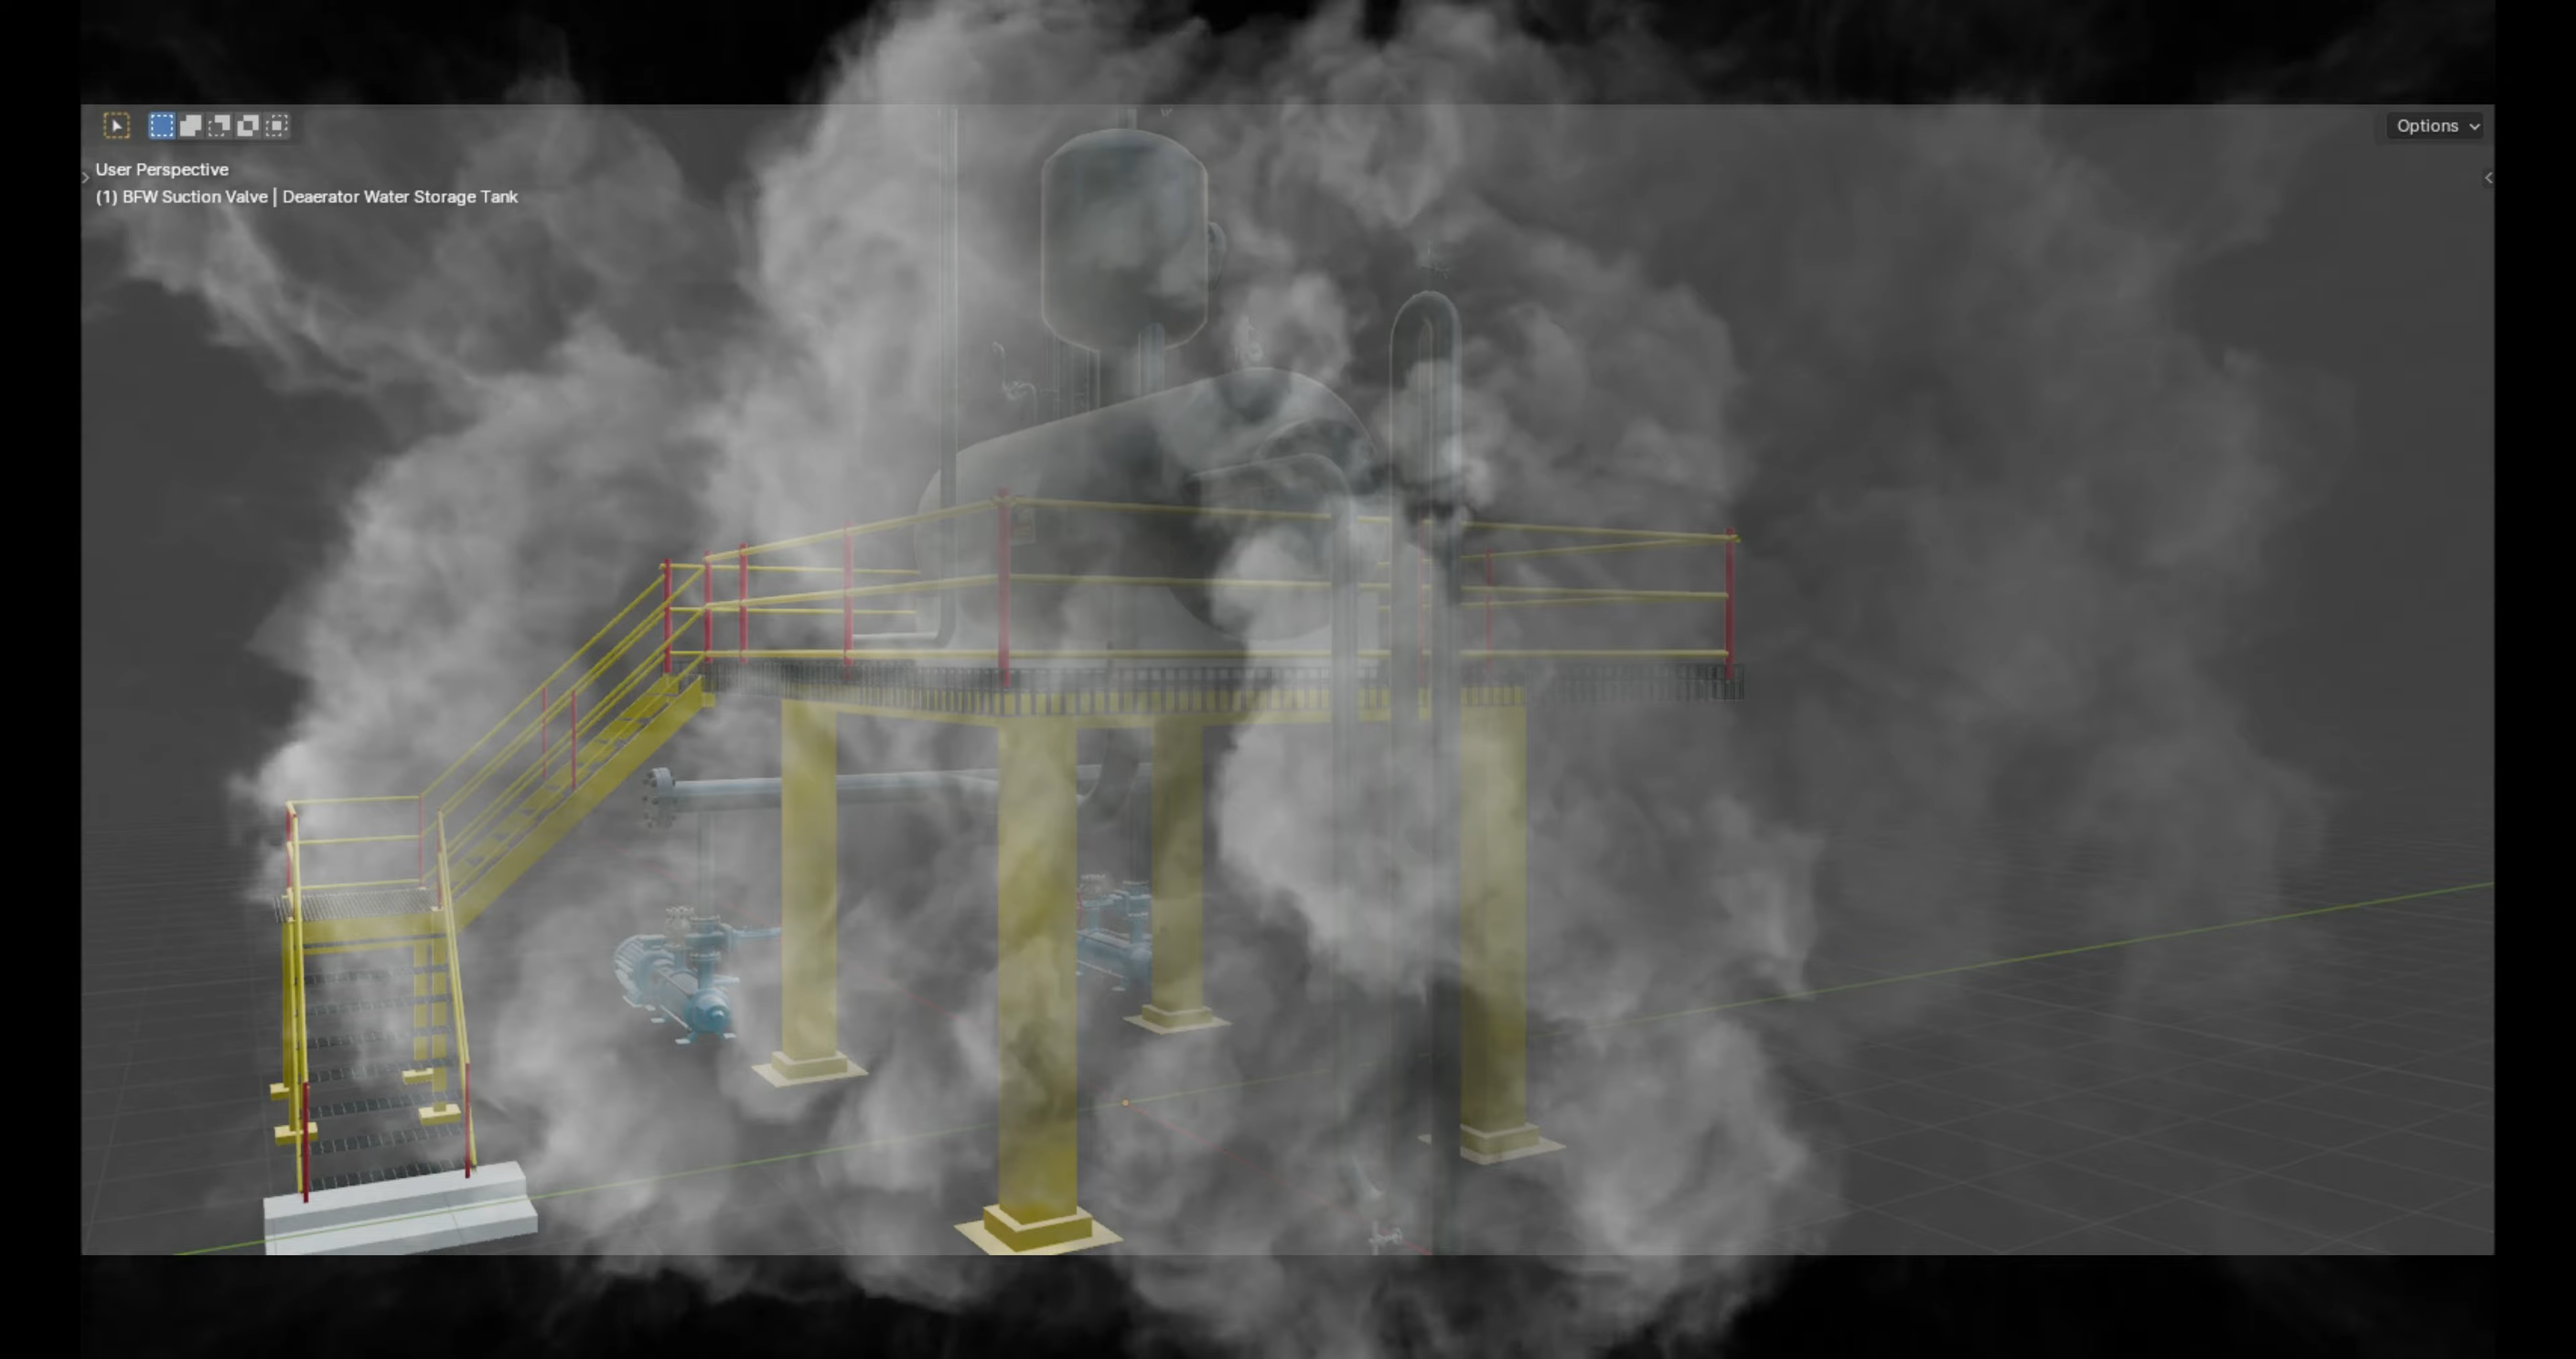 Options
User Perspective
(1) BFW Suction Valve | Deaerator Water Storage Tank